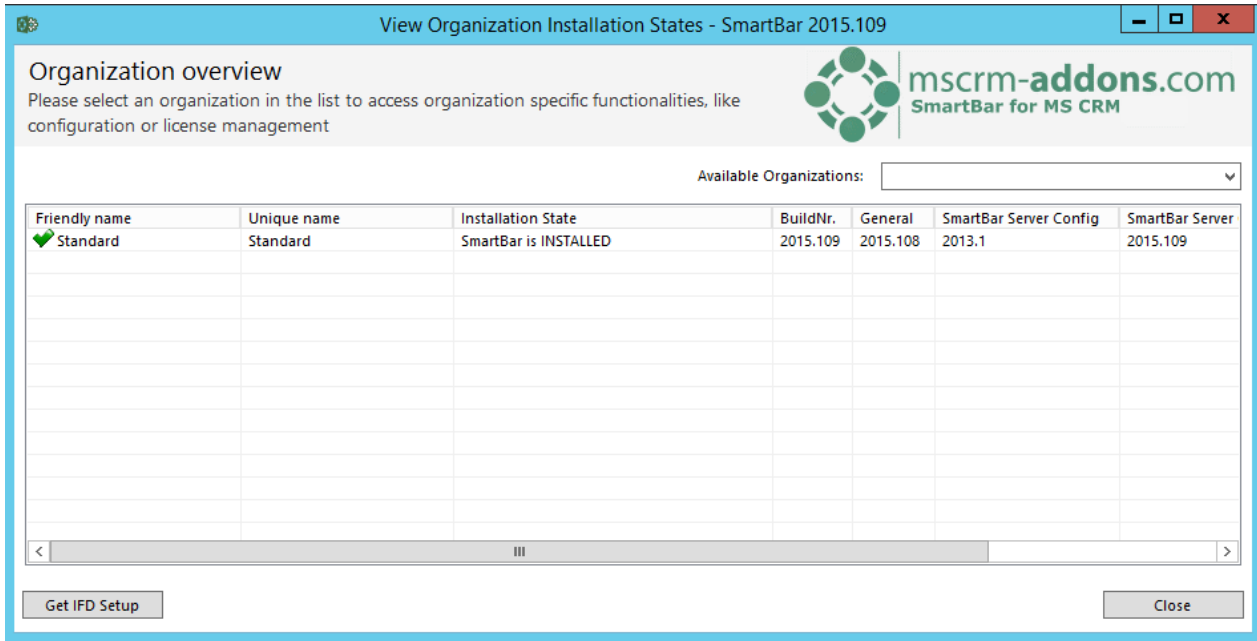 View Organization Installation States - SmartBar 2015.109
Organization overview
Please select an organization in the list to access organization specific functionalities, like
configuration or license management
mscrm-addons.com
SmartBar for MS CRM
Available Organizations:
Friendly name Unique name Installation State BuildNr. General SmartBar Server Config SmartBar Server
Standard Standard SmartBar is INSTALLED 2015.109 2015.108 2013.1 2015.109
Get IFD Setup Close